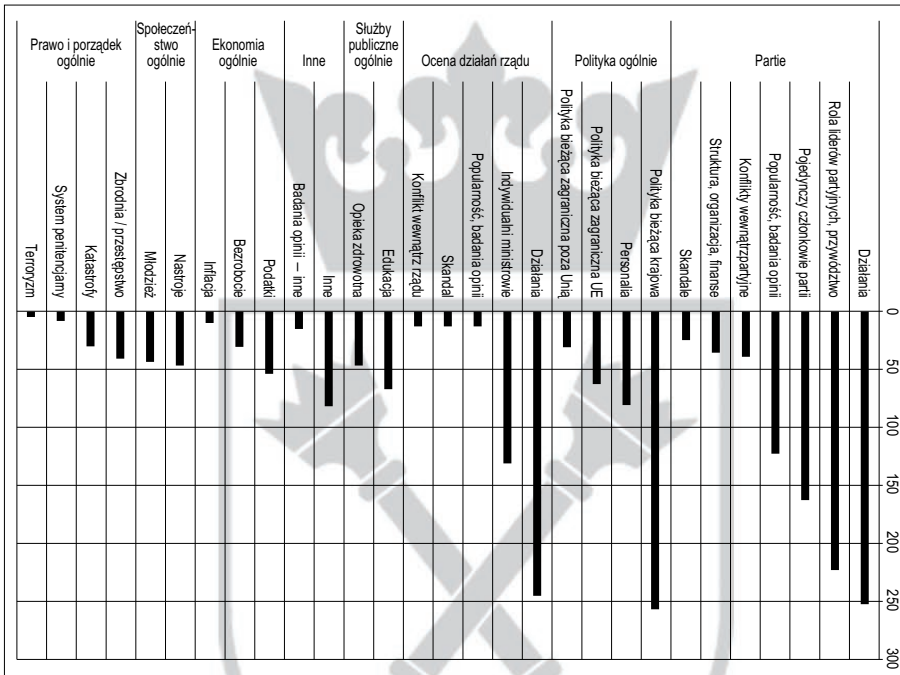 Prawo i porządek
ogólnie
Społeczeń-
stwo
ogólnie
Ekonomia
ogólnie
Inne
Służby
publiczne
ogólnie
Ocena działań rządu
Polityka ogólnie
Partie
Terroryzm
System penitencjarny
Katastrofy
Zbrodnia / przestępstwo
Młodzież
Nastroje
Inflacja
Bezrobocie
Podatki
Badania opinii – inne
Inne
Opieka zdrowotna
Edukacja
Konflikt wewnątrz rządu
Skandal
Popularność, badania opinii
Indywidualni ministrowie
Działania
Polityka bieżąca zagraniczna poza Unią
Polityka bieżąca zagraniczna UE
Personalia
Polityka bieżąca krajowa
Skandale
Struktura, organizacja, finanse
Konflikty wewnątrzpartyjne
Popularność, badania opinii
Pojedynczy członkowie partii
Rola liderów partyjnych, przywództwo
Działania
0
50
100
150
200
250
300